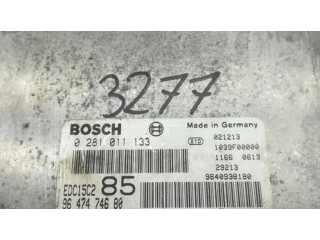 3277
BOSCH Made in Germany
0 281 011 133 810 021213
1039F00000
1166 0613
29213
EDC15C2 85 9640938180
96 474 746 80